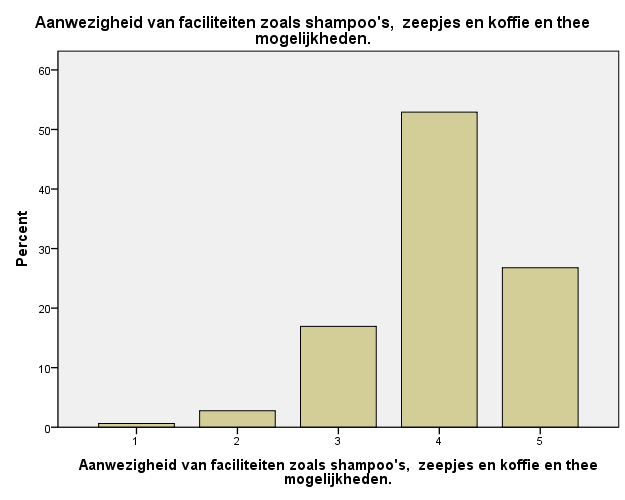 Aanwezigheid van faciliteiten zoals shampoo's, zeepjes en koffie en thee
mogelijkheden.
60
50
40
30
20
10
0
Percent
1 2 3 4 5
Aanwezigheid van faciliteiten zoals shampoo's, zeepjes en koffie en thee
mogelijkheden.